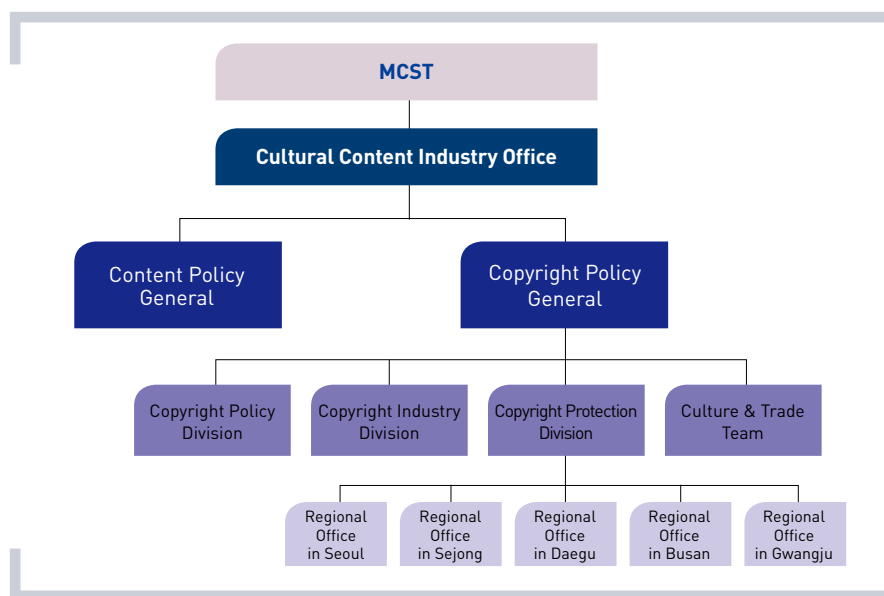 MCST
Cultural Content Industry Office
Content Policy
General
Copyright Policy
General
Copyright Policy
Division
Copyright Industry
Division
Copyright Protection
Division
Culture & Trade
Team
Regional
Office
in Seoul
Regional
Office
in Sejong
Regional
Office
in Daegu
Regional
Office
in Busan
Regional
Office
in Gwangju